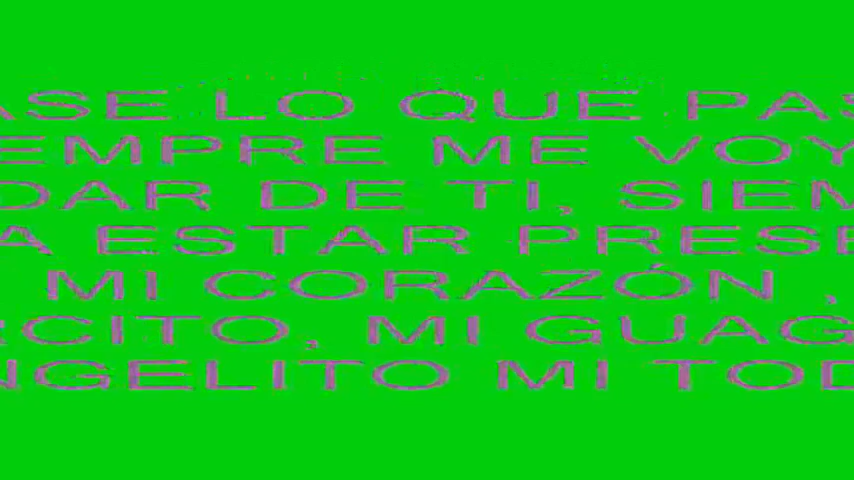 ASE LO QUE PAS
EMPRE ME VOY
DAR DE TI, SIEM
A ESTAR PRESE
MI CORAZÓN ,
ECITO, MI GUAG
NGELITO MI TOD